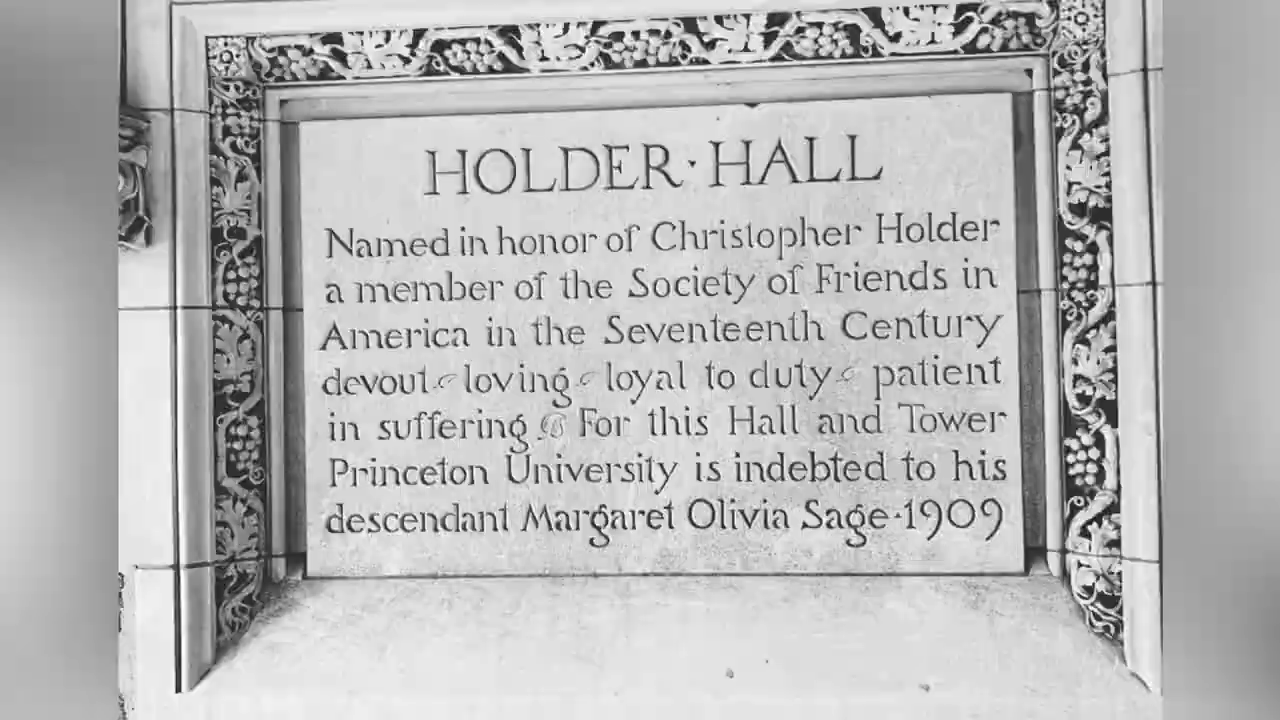 HOLDER · HALL
Named in honor of Christopher Holder
a member of the Society of Friends in
America in the Seventeenth Century
devout loving loyal to duty patient
in suffering For this Hall and Tower
Princeton University is indebted to his
descendant Margaret Olivia Sage · 1909